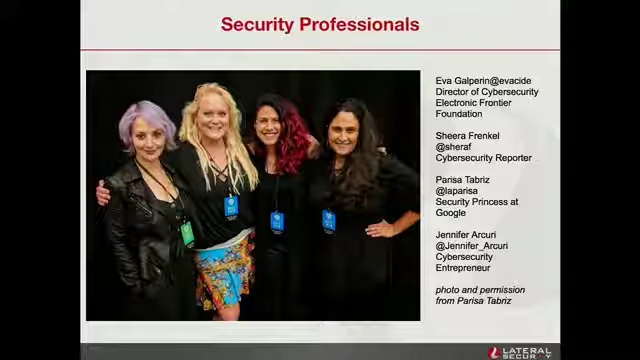 Security Professionals
Eva Galperin@evacide
Director of Cybersecurity
Electronic Frontier
Foundation
Sheera Frenkel
@sheraf
Cybersecurity Reporter
Parisa Tabriz
@laparisa
Security Princess at
Google
Jennifer Arcuri
@Jennifer_Arcuri
Cybersecurity
Entrepreneur
photo and permission
from Parisa Tabriz
LATERAL
SECURITY